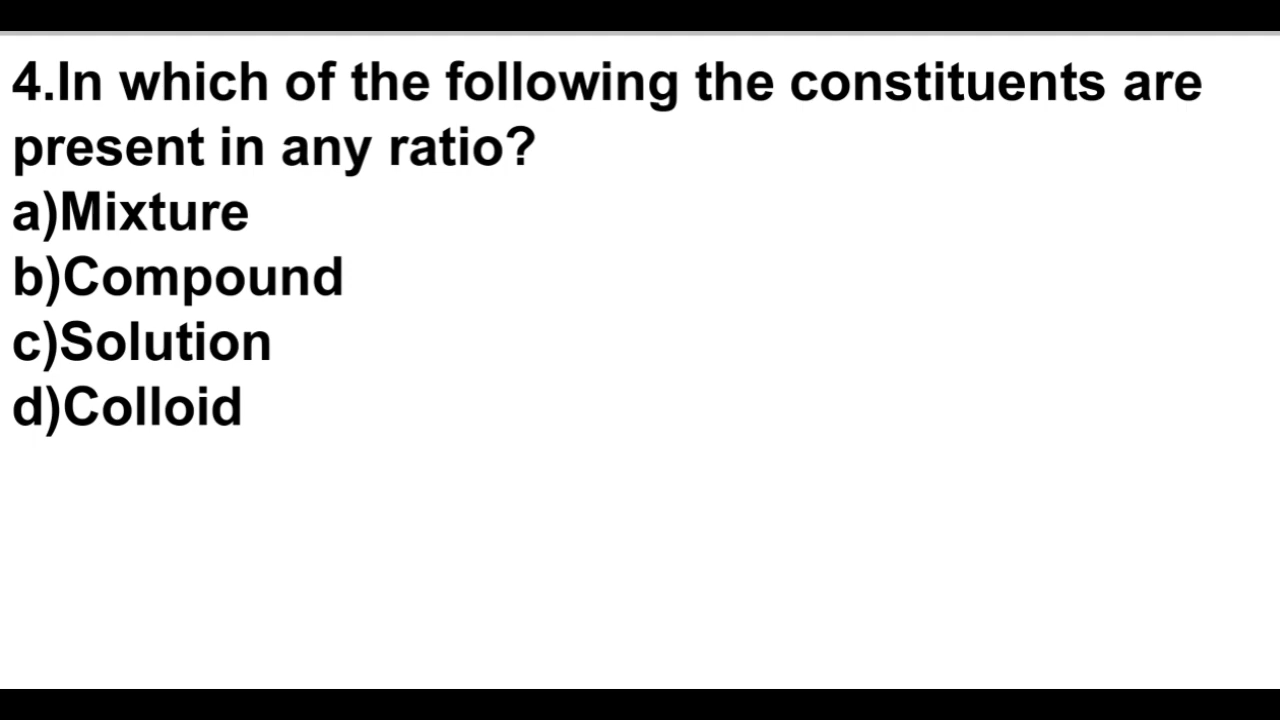 4.In which of the following the constituents are
present in any ratio?
a)Mixture
b)Compound
c)Solution
d)Colloid